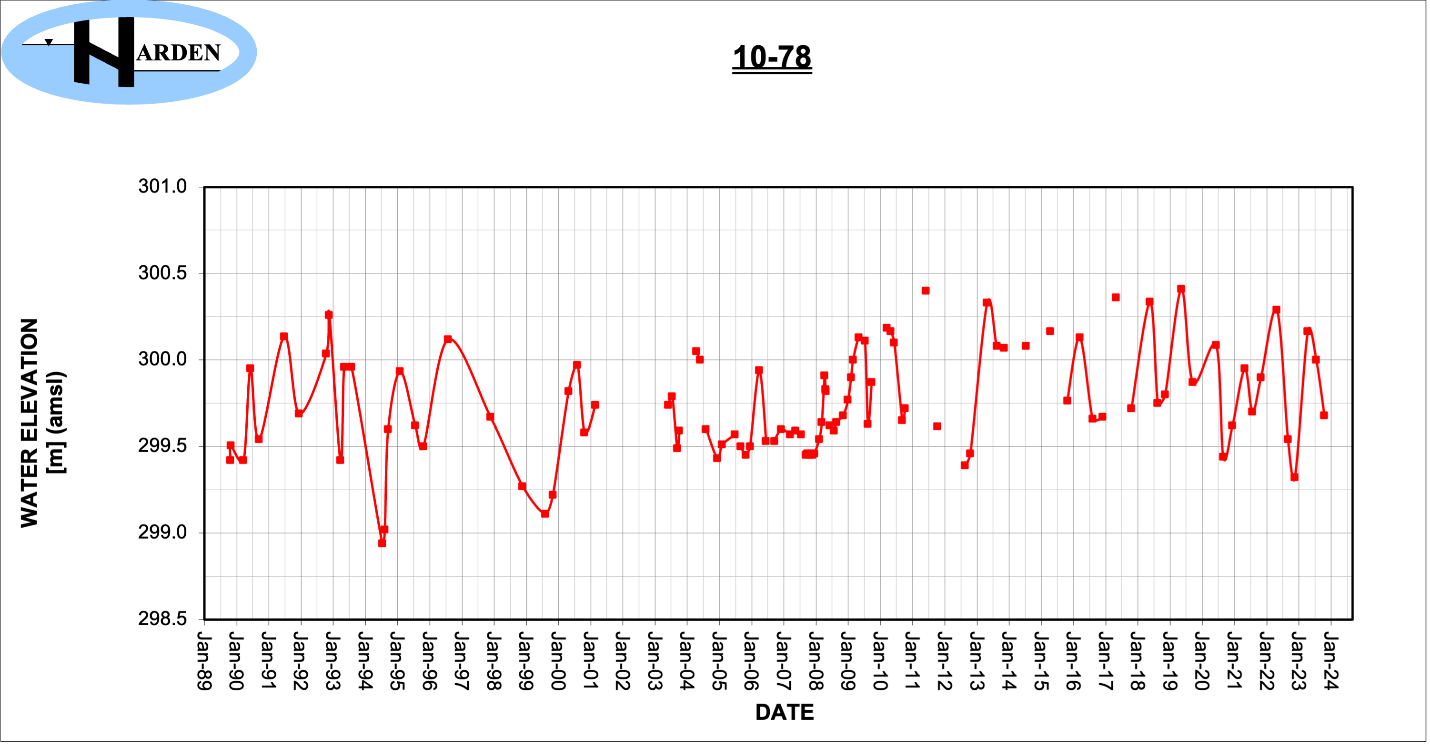 HARDEN
10-78
301.0
300.5
300.0
299.5
299.0
298.5
WATER ELEVATION
[m] (amsl)
Jan-89
Jan-90
Jan-91
Jan-92
Jan-93
Jan-94
Jan-95
Jan-96
Jan-97
Jan-98
Jan-99
Jan-00
Jan-01
Jan-02
Jan-03
Jan-04
Jan-05
Jan-06
Jan-07
Jan-08
Jan-09
Jan-10
Jan-11
Jan-12
Jan-13
Jan-14
Jan-15
Jan-16
Jan-17
Jan-18
Jan-19
Jan-20
Jan-21
Jan-22
Jan-23
Jan-24
DATE